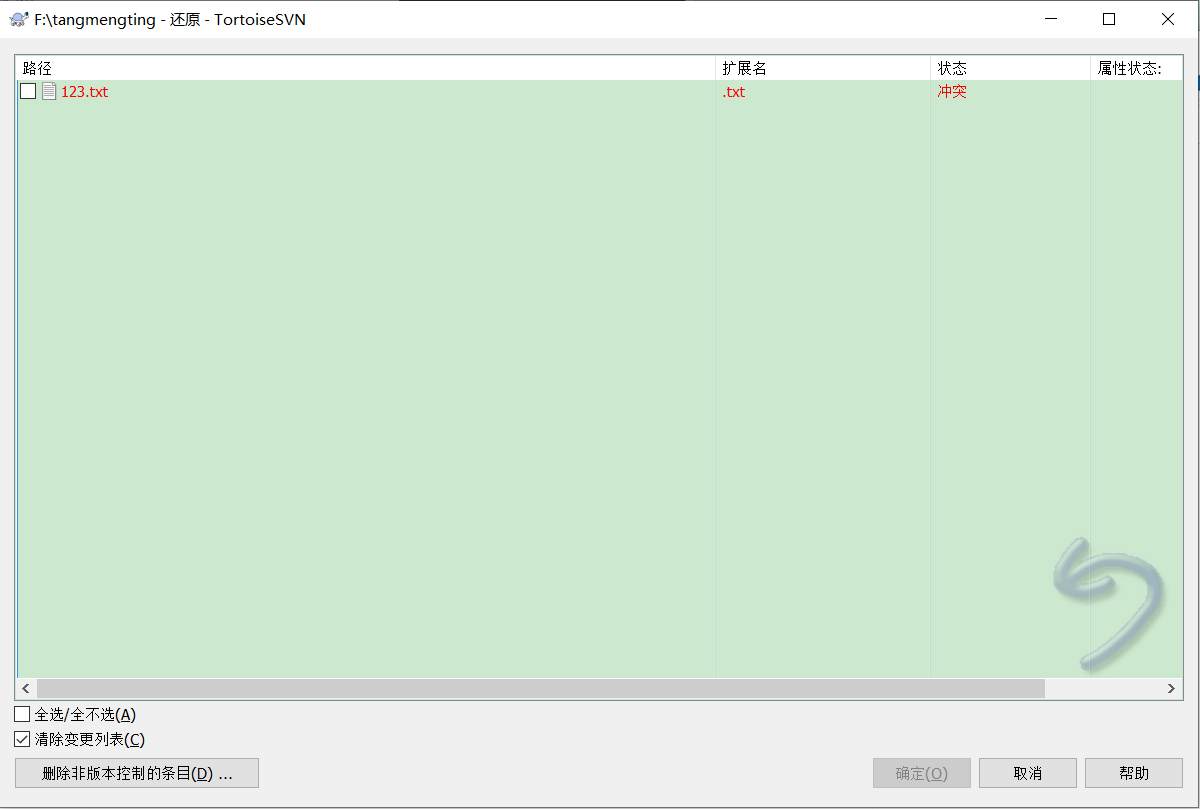 F:\tangmengting - 还原 - TortoiseSVN
路径 扩展名 状态 属性状态:
123.txt .txt 冲突
全选/全不选(A)
清除变更列表(C)
删除非版本控制的条目(D) ... 确定(O) 取消 帮助